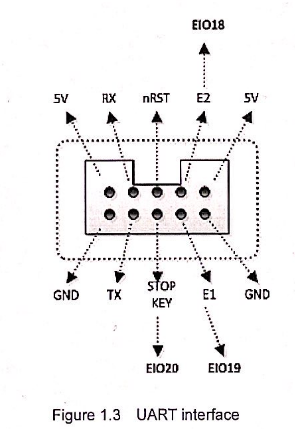 EIO18
5V RX nRST E2 5V
GND TX STOP KEY E1 GND
EIO20 EIO19
Figure 1.3 UART interface